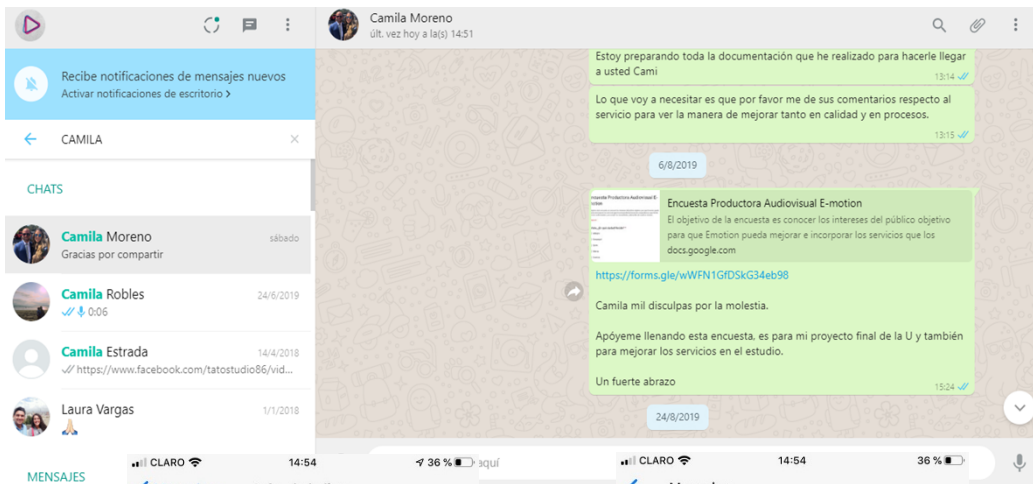 Camila Moreno
últ. vez hoy a la(s) 14:51
Recibe notificaciones de mensajes nuevos
Activar notificaciones de escritorio >
CAMILA
CHATS
Camila Moreno
sábado
Gracias por compartir
Camila Robles
24/6/2019
0:06
Camila Estrada
14/4/2018
https://www.facebook.com/tatostudio86/vid...
Laura Vargas
1/1/2018
MENSAJES
Estoy preparando toda la documentación que he realizado para hacerle llegar
a usted Cami
13:14
Lo que voy a necesitar es que por favor me de sus comentarios respecto al
servicio para ver la manera de mejorar tanto en calidad y en procesos.
13:15
6/8/2019
Encuesta Productora Audiovisual E-motion
El objetivo de la encuesta es conocer los intereses del público objetivo
para que Emotion pueda mejorar e incorporar los servicios que los
docs.google.com
https://forms.gle/wWFN1GfDSkG34eb98
Camila mil disculpas por la molestia.
Apóyeme llenando esta encuesta, es para mi proyecto final de la U y también
para mejorar los servicios en el estudio.
Un fuerte abrazo
15:24
24/8/2019
aquí
CLARO
14:54
36 %
CLARO
14:54
36 %